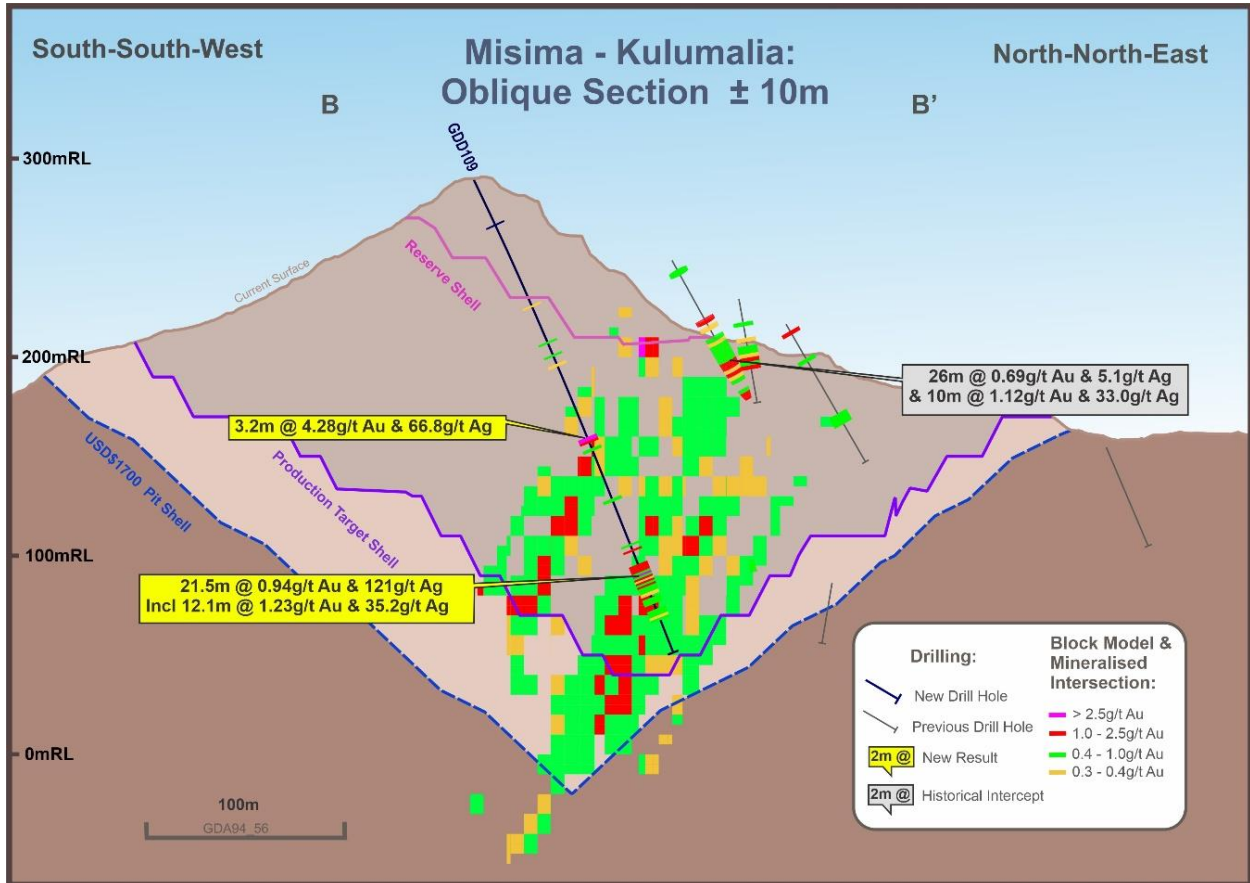 South-South-West
Misima - Kulumalia:
Oblique Section ± 10m
North-North-East
B
B'
GDD109
300mRL
Current Surface
Reserve Shell
200mRL
26m @ 0.69g/t Au & 5.1g/t Ag
& 10m @ 1.12g/t Au & 33.0g/t Ag
3.2m @ 4.28g/t Au & 66.8g/t Ag
USD$1700 Pit Shell
Production Target Shell
100mRL
21.5m @ 0.94g/t Au & 121g/t Ag
Incl 12.1m @ 1.23g/t Au & 35.2g/t Ag
0mRL
100m
GDA94_56
Drilling:
New Drill Hole
Previous Drill Hole
2m @
New Result
2m @
Historical Intercept
Block Model &
Mineralised
Intersection:
> 2.5g/t Au
1.0 - 2.5g/t Au
0.4 - 1.0g/t Au
0.3 - 0.4g/t Au